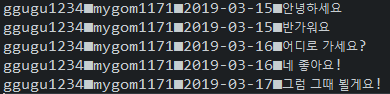 ggugu1234■mygom1171■2019-03-15■안녕하세요
ggugu1234■mygom1171■2019-03-15■반가워요
ggugu1234■mygom1171■2019-03-16■어디로 가세요?
ggugu1234■mygom1171■2019-03-16■네 좋아요!
ggugu1234■mygom1171■2019-03-17■그럼 그때 뵐게요!